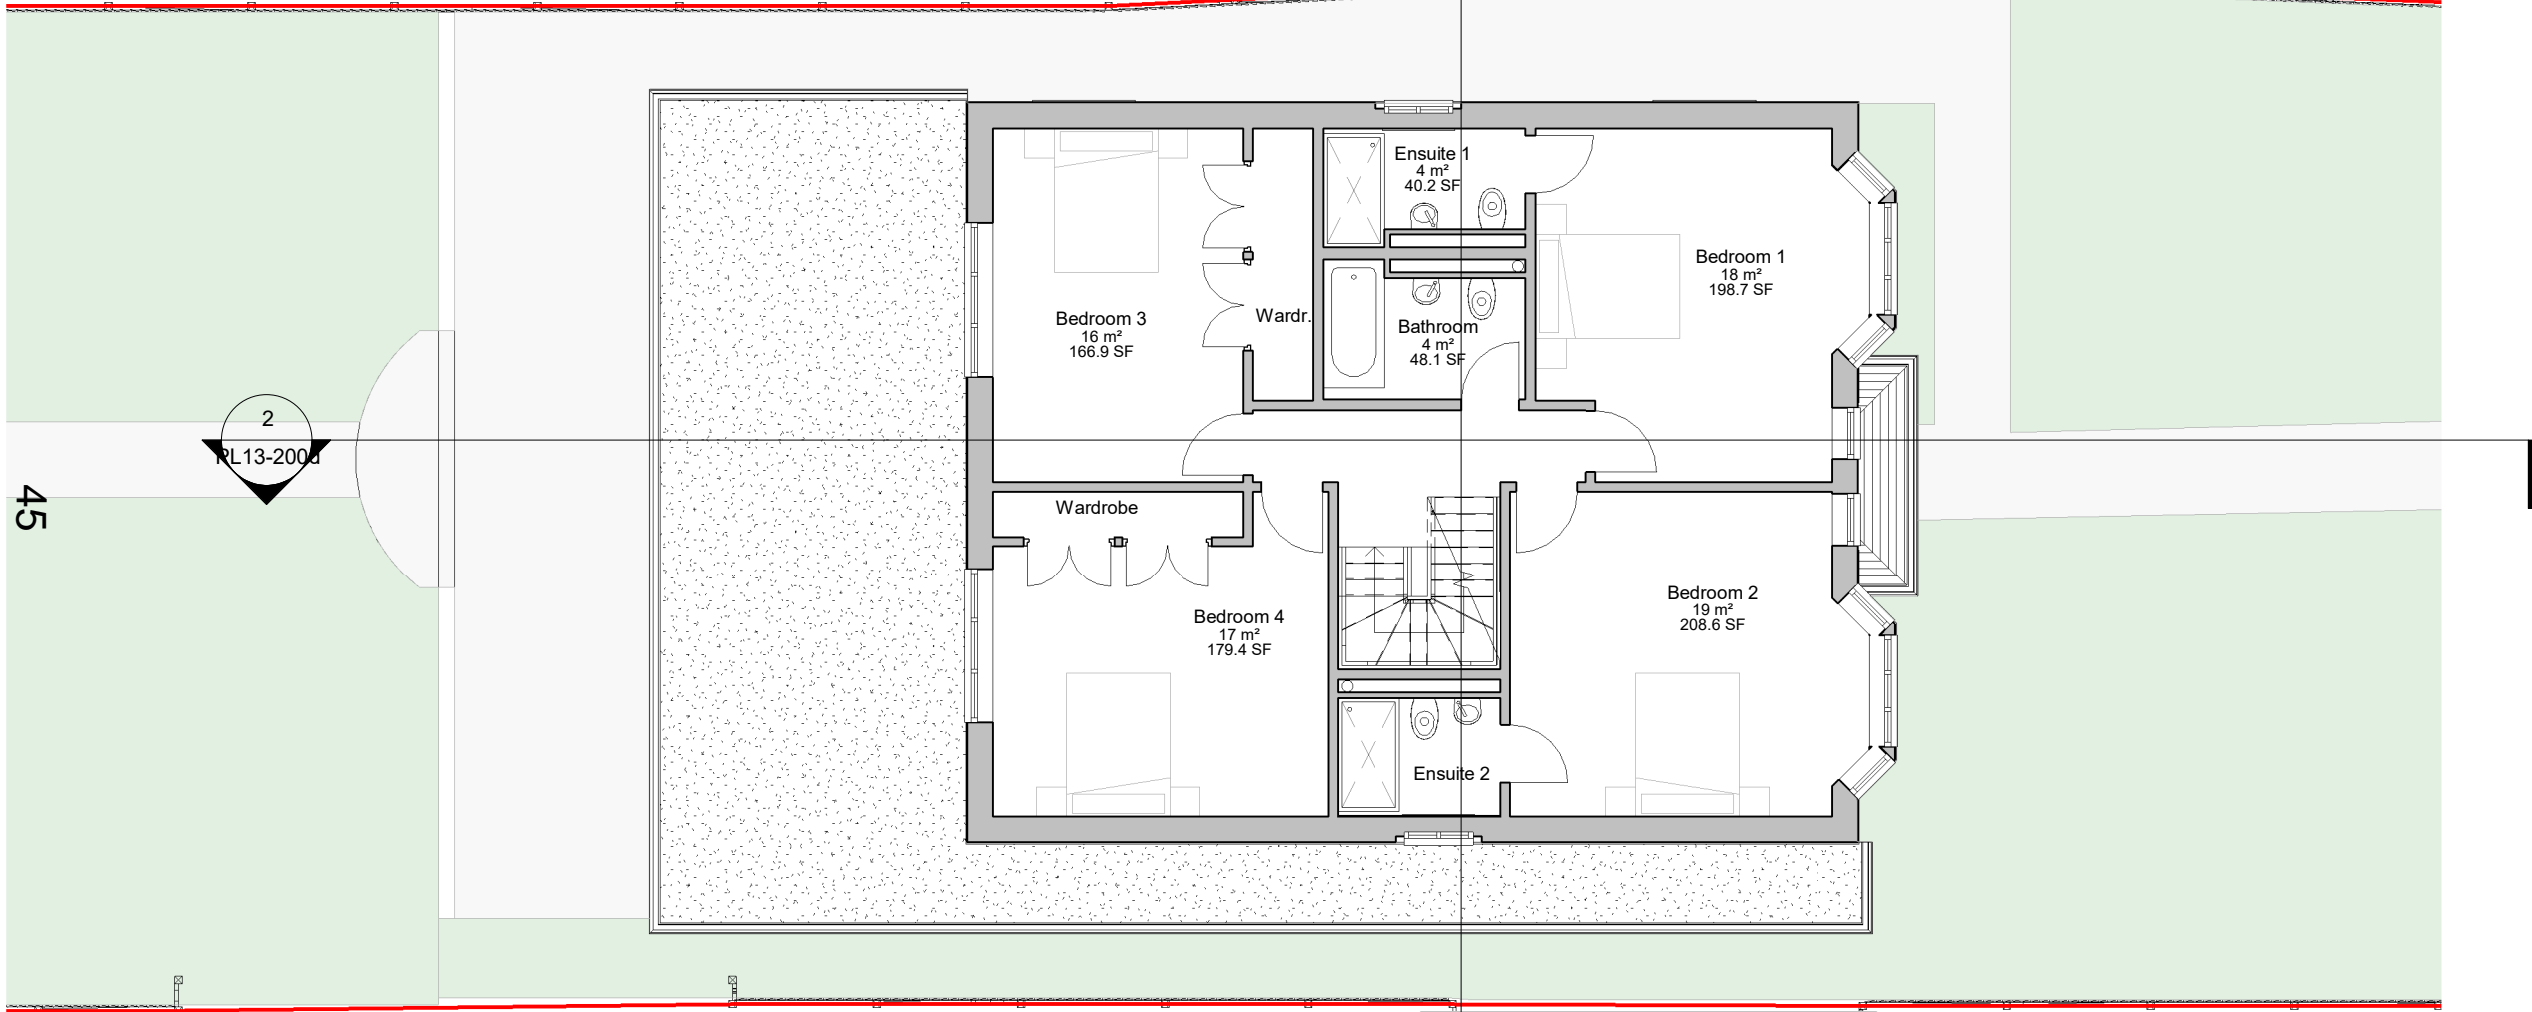 Ensuite 1
4 m²
40.2 SF
Bedroom 1
18 m²
198.7 SF
Bedroom 3
16 m²
166.9 SF
Wardr.
Bathroom
4 m²
48.1 SF
2
PL13-200d
45
Wardrobe
Bedroom 4
17 m²
179.4 SF
Bedroom 2
19 m²
208.6 SF
Ensuite 2